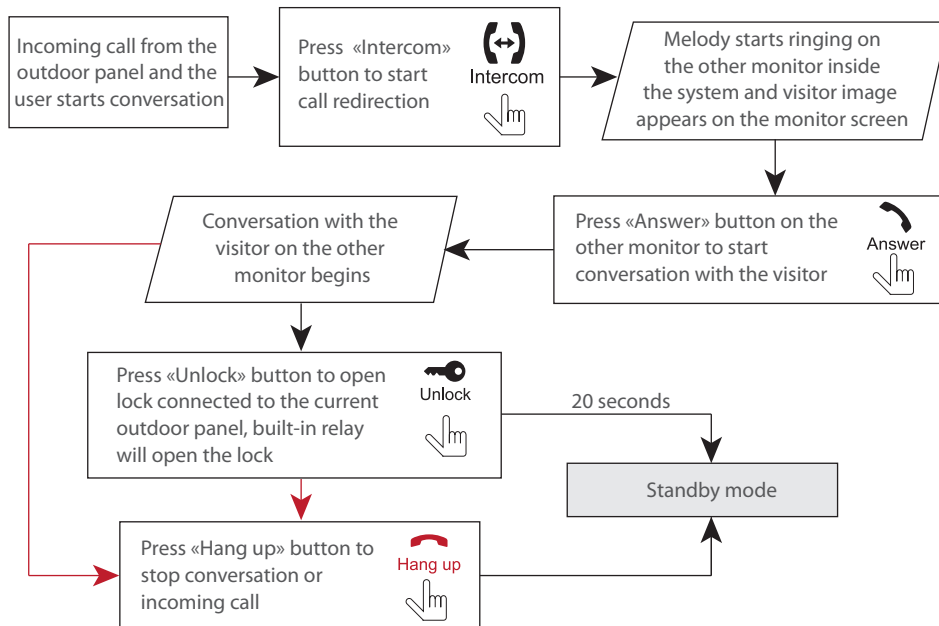 Incoming call from the
outdoor panel and the
user starts conversation
Press «Intercom»
button to start
call redirection
Intercom
Melody starts ringing on
the other monitor inside
the system and visitor image
appears on the monitor screen
Conversation with the
visitor on the other
monitor begins
Press «Answer» button on the
other monitor to start
conversation with the visitor
Answer
Press «Unlock» button to open
lock connected to the current
outdoor panel, built-in relay
will open the lock
Unlock
20 seconds
Standby mode
Press «Hang up» button to
stop conversation or
incoming call
Hang up